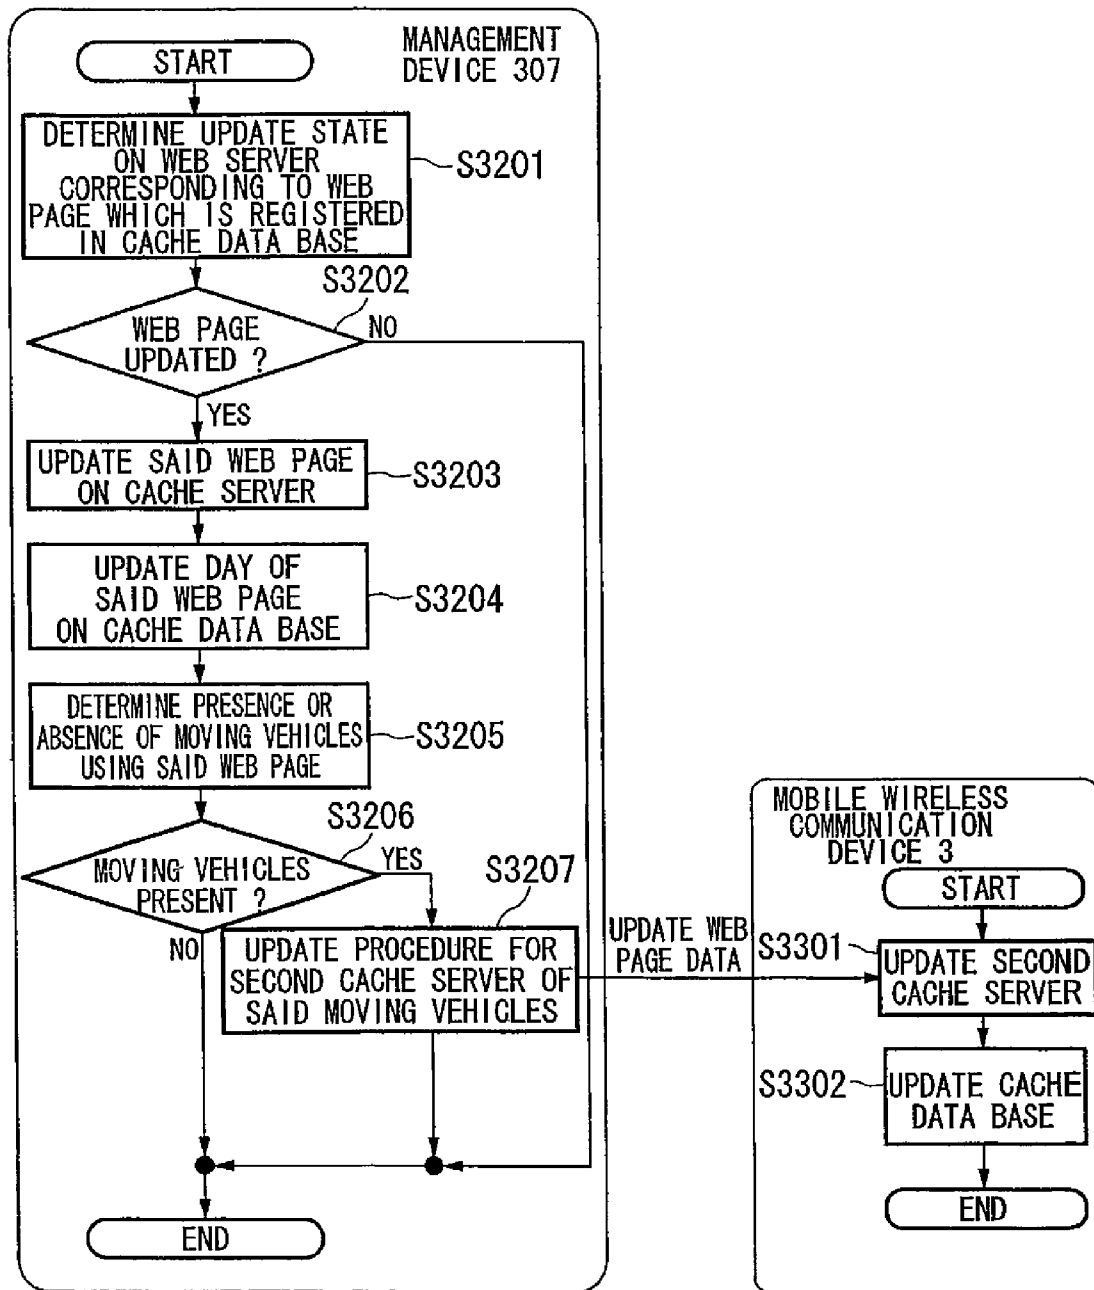 MANAGEMENT
DEVICE 307
START
DETERMINE UPDATE STATE
ON WEB SERVER
CORRESPONDING TO WEB
PAGE WHICH IS REGISTERED
IN CACHE DATA BASE
S3201
S3202
WEB PAGE
UPDATED ?
NO
YES
UPDATE SAID WEB PAGE
ON CACHE SERVER
S3203
UPDATE DAY OF
SAID WEB PAGE
ON CACHE DATA BASE
S3204
DETERMINE PRESENCE OR
ABSENCE OF MOVING VEHICLES
USING SAID WEB PAGE
S3205
S3206
MOVING VEHICLES
PRESENT ?
YES
NO
S3207
UPDATE PROCEDURE FOR
SECOND CACHE SERVER OF
SAID MOVING VEHICLES
END
UPDATE WEB
PAGE DATA
MOBILE WIRELESS
COMMUNICATION
DEVICE 3
START
S3301
UPDATE SECOND
CACHE SERVER
S3302
UPDATE CACHE
DATA BASE
END